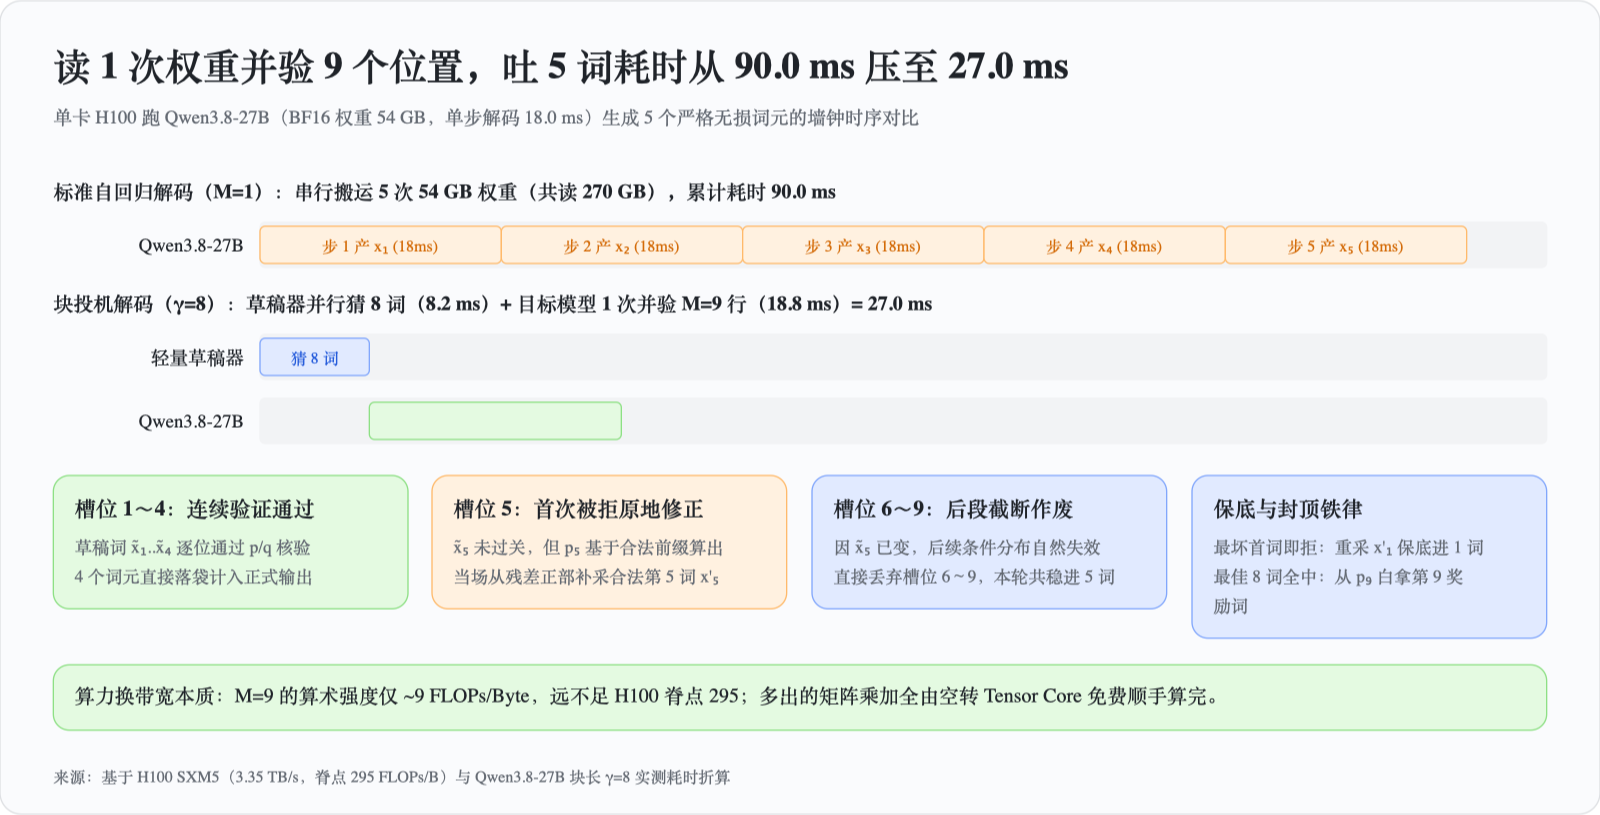 读 1 次权重并验 9 个位置，吐 5 词耗时从 90.0 ms 压至 27.0 ms
单卡 H100 跑 Qwen3.8-27B（BF16 权重 54 GB，单步解码 18.0 ms）生成 5 个严格无损词元的墙钟时序对比
标准自回归解码（M=1）：串行搬运 5 次 54 GB 权重（共读 270 GB），累计耗时 90.0 ms
Qwen3.8-27B
步 1 产 x₁ (18ms)
步 2 产 x₂ (18ms)
步 3 产 x₃ (18ms)
步 4 产 x₄ (18ms)
步 5 产 x₅ (18ms)
块投机解码（γ=8）：草稿器并行猜 8 词（8.2 ms）+ 目标模型 1 次并验 M=9 行（18.8 ms）= 27.0 ms
轻量草稿器
猜 8 词
Qwen3.8-27B
槽位 1～4：连续验证通过
草稿词 x̃₁..x̃₄ 逐位通过 p/q 核验
4 个词元直接落袋计入正式输出
槽位 5：首次被拒原地修正
x̃₅ 未过关，但 p₅ 基于合法前缀算出
当场从残差正部补采合法第 5 词 x'₅
槽位 6～9：后段截断作废
因 x̃₅ 已变，后续条件分布自然失效
直接丢弃槽位 6～9，本轮共稳进 5 词
保底与封顶铁律
最坏首词即拒：重采 x'₁ 保底进 1 词
最佳 8 词全中：从 p₉ 白拿第 9 奖
励词
算力换带宽本质：M=9 的算术强度仅 ~9 FLOPs/Byte，远不足 H100 脊点 295；多出的矩阵乘加全由空转 Tensor Core 免费顺手算完。
来源：基于 H100 SXM5（3.35 TB/s，脊点 295 FLOPs/B）与 Qwen3.8-27B 块长 γ=8 实测耗时折算